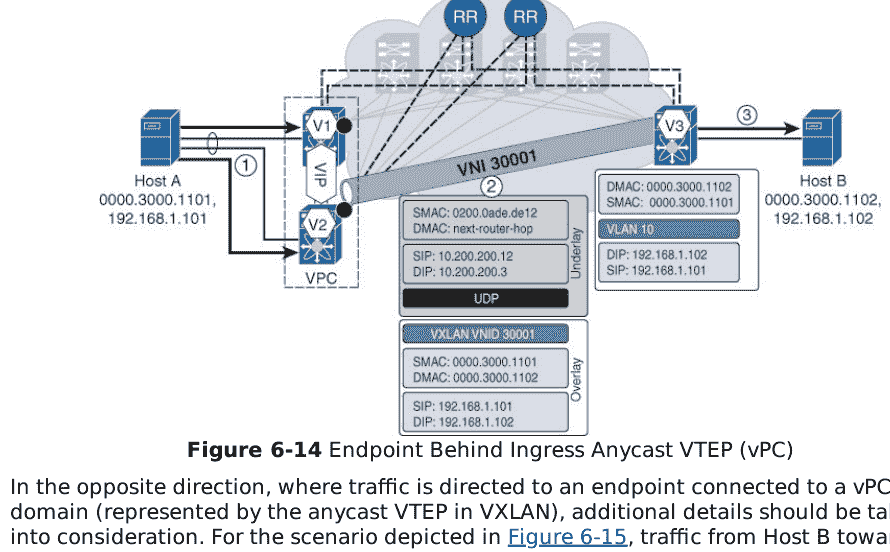 RR RR
V1
V3
③
VNI 30001
①
②
VIP
Host A
0000.3000.1101,
192.168.1.101
V2
VPC
Host B
0000.3000.1102,
192.168.1.102
SMAC: 0200.0ade.de12
DMAC: next-router-hop
SIP: 10.200.200.12
DIP: 10.200.200.3
UDP
Underlay
VXLAN VNID 30001
SMAC: 0000.3000.1101
DMAC: 0000.3000.1102
SIP: 192.168.1.101
DIP: 192.168.1.102
Overlay
DMAC: 0000.3000.1102
SMAC: 0000.3000.1101
VLAN 10
DIP: 192.168.1.102
SIP: 192.168.1.101
Figure 6-14 Endpoint Behind Ingress Anycast VTEP (vPC)
In the opposite direction, where traffic is directed to an endpoint connected to a vPC
domain (represented by the anycast VTEP in VXLAN), additional details should be ta
into consideration. For the scenario depicted in Figure 6-15, traffic from Host B towa